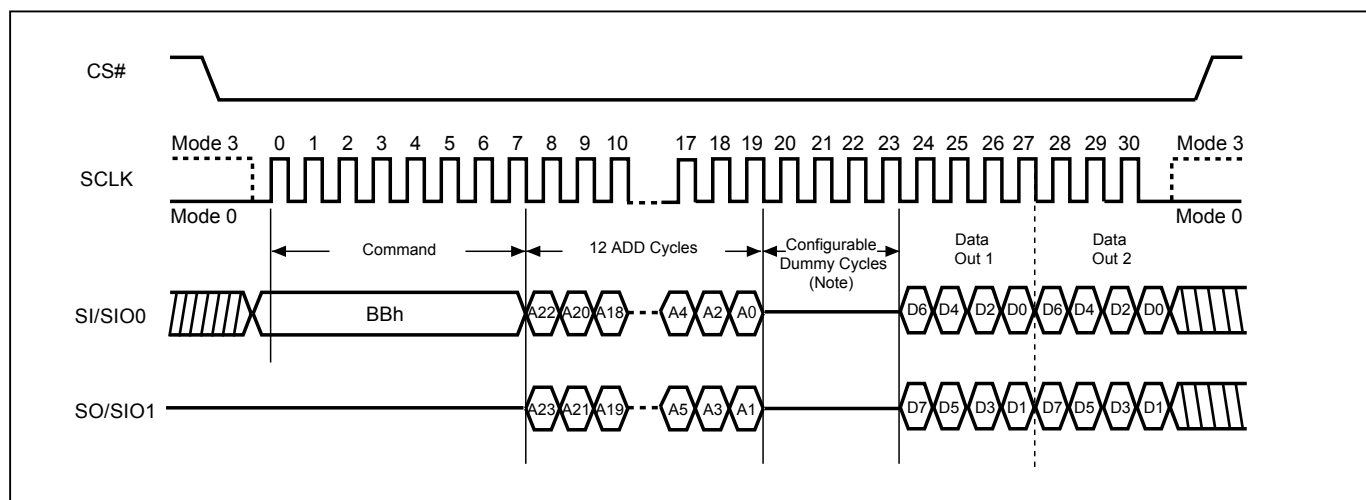 CS#
Mode 3 0 1 2 3 4 5 6 7 8 9 10 17 18 19 20 21 22 23 24 25 26 27 28 29 30 Mode 3
SCLK
Mode 0 Mode 0
Command
12 ADD Cycles
Configurable
Dummy Cycles
(Note)
Data
Out 1
Data
Out 2
SI/SIO0 BBh A22 A20 A18 A4 A2 A0 D6 D4 D2 D0 D6 D4 D2 D0
SO/SIO1 A23 A21 A19 A5 A3 A1 D7 D5 D3 D1 D7 D5 D3 D1